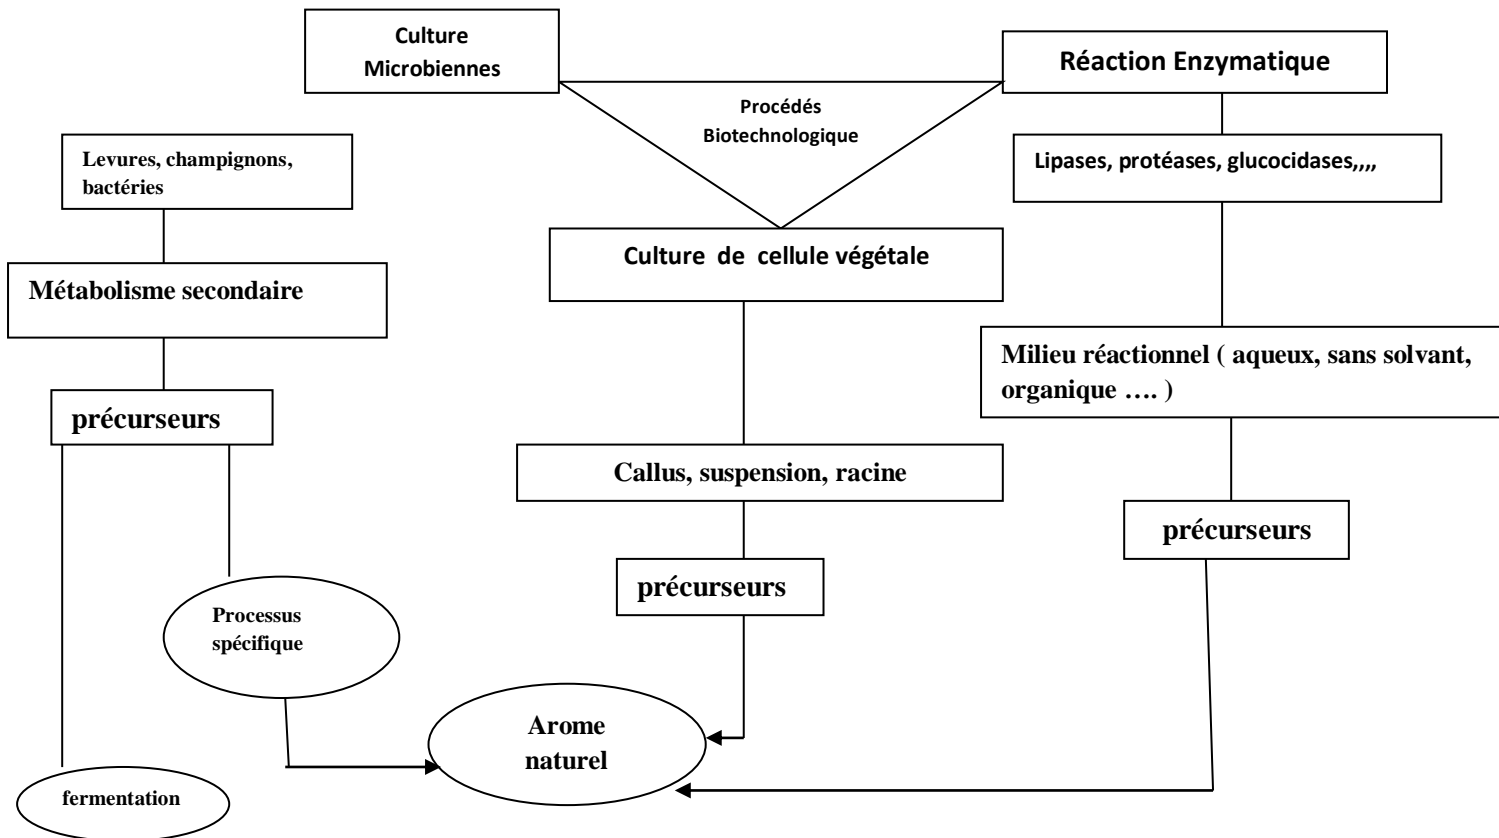 Culture
Microbiennes
Réaction Enzymatique
Procédés
Biotechnologique
Levures, champignons,
bactéries
Lipases, protéases, glucocidases,,,,
Culture de cellule végétale
Métabolisme secondaire
Milieu réactionnel ( aqueux, sans solvant,
organique …. )
précurseurs
Callus, suspension, racine
précurseurs
précurseurs
Processus
spécifique
Arome
naturel
fermentation